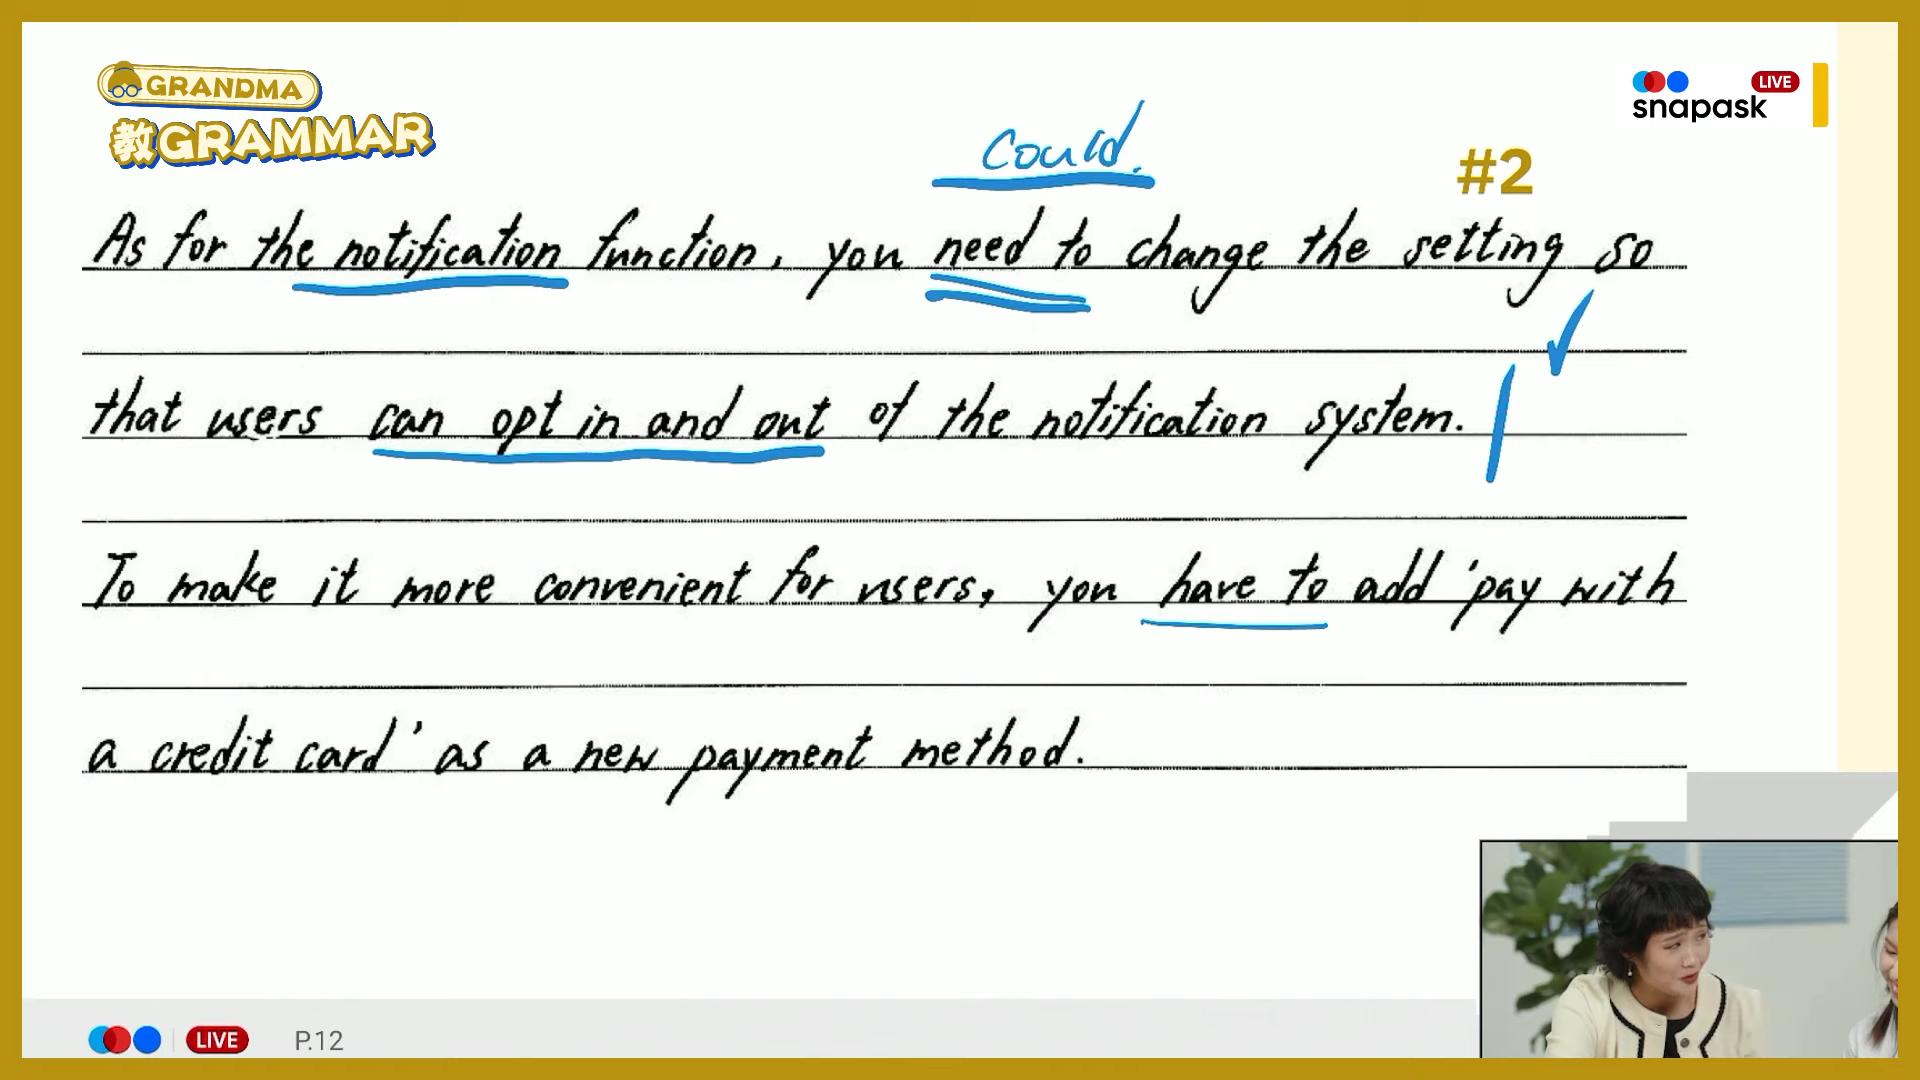 GRANDMA
教GRAMMAR
LIVE
snapask
Could.
#2
As for the notification function, you need to change the setting so
that users can opt in and out of the notification system.
To make it more convenient for users, you have to add 'pay with
a credit card' as a new payment method.
LIVE
P.12